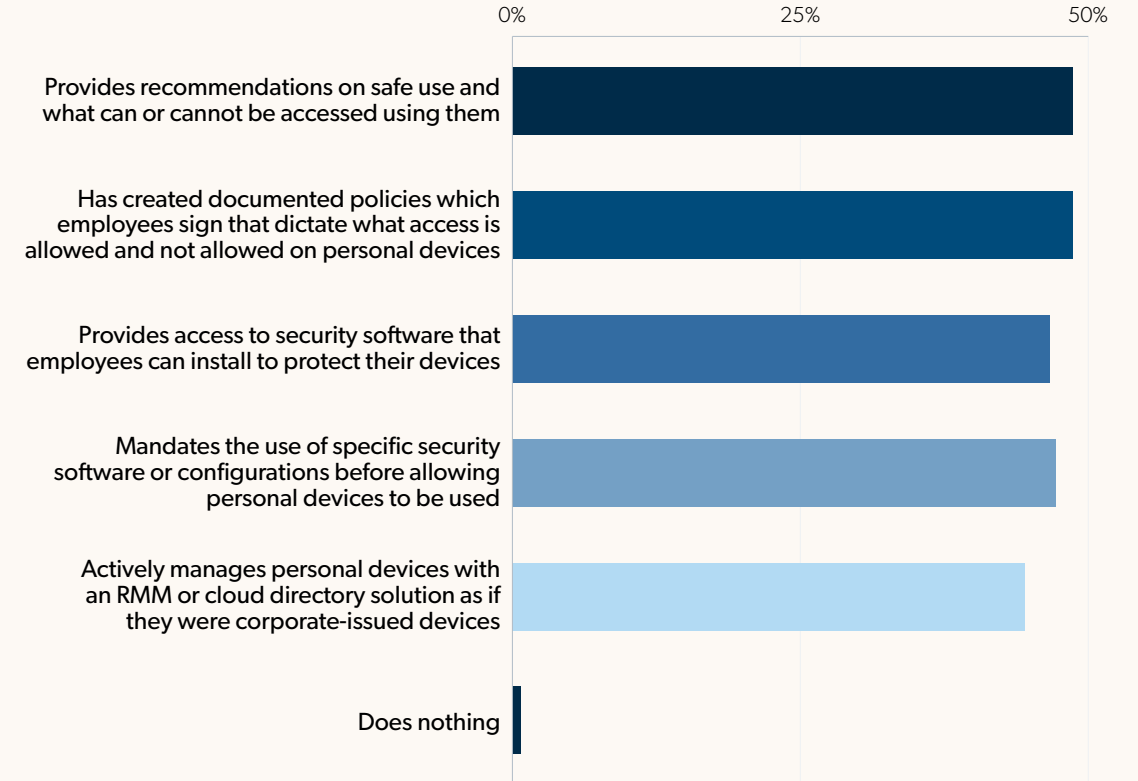 0%
25%
50%
Provides recommendations on safe use and
what can or cannot be accessed using them
Has created documented policies which
employees sign that dictate what access is
allowed and not allowed on personal devices
Provides access to security software that
employees can install to protect their devices
Mandates the use of specific security
software or configurations before allowing
personal devices to be used
Actively manages personal devices with
an RMM or cloud directory solution as if
they were corporate-issued devices
Does nothing